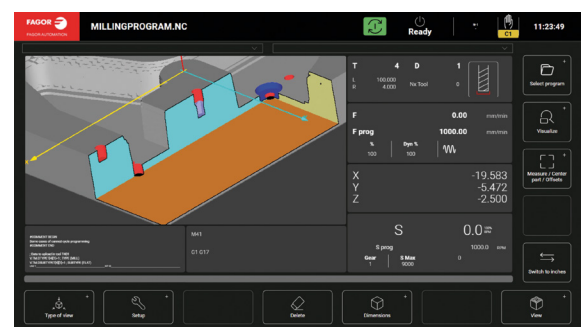 FAGOR
FAGOR AUTOMATION
MILLINGPROGRAM.NC
Ready
C1
11:23:49
T 4 D 1
L 100.000 Nx Tool 0
R 4.000
F 0.00 mm/min
F prog 1000.00 mm/min
% Dyn %
100 100
X -19.583
Y -5.472
Z -2.500
S 0.0
S prog 1000.0 RPM
Gear S Max
1 9000 0
M41
G1 G17
Select program
Visualize
Measure / Center
part / Offsets
Switch to inches
Type of view
Setup
Delete
Dimensions
View